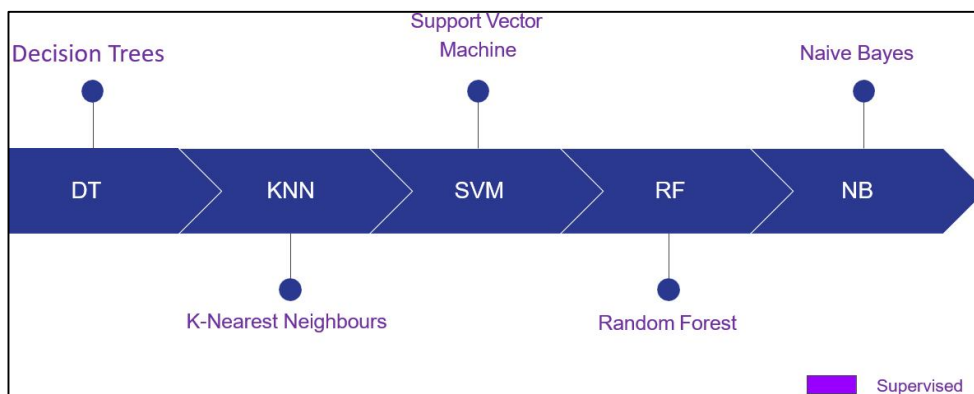 Support Vector
Machine
Decision Trees
Naive Bayes
DT
KNN
SVM
RF
NB
K-Nearest Neighbours
Random Forest
Supervised